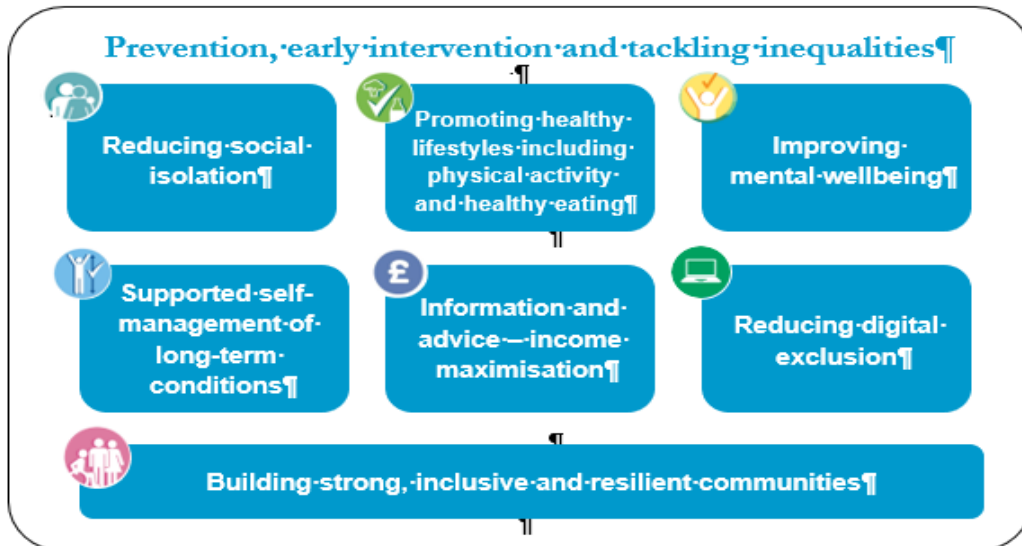 Prevention,·early·intervention·and·tackling·inequalities¶
·¶
Reducing·social·
isolation¶
Promoting·healthy·
lifestyles·including·
physical·activity·
and·healthy·eating¶
Improving·
mental·wellbeing¶
¶
Supported·self-
management·of·
long-term·
conditions¶
£
Information·and·
advice·–·income·
maximisation¶
Reducing·digital·
exclusion¶
¶
Building·strong,·inclusive·and·resilient·communities¶
¶